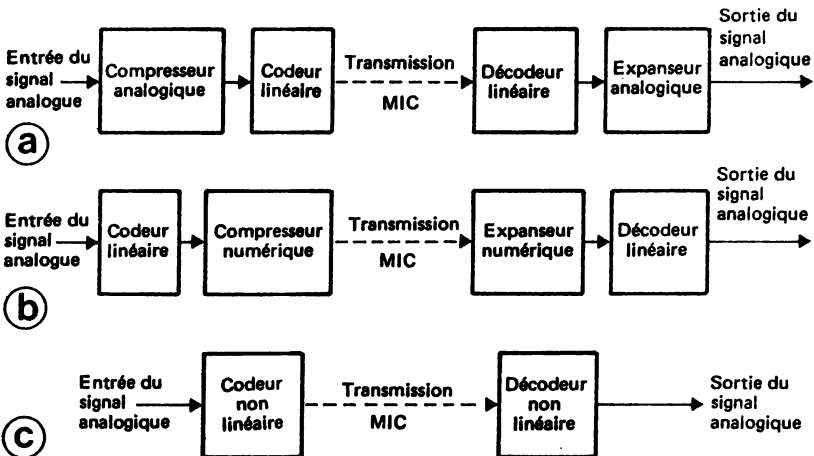 Entrée du
signal
analogue
Compresseur
analogique
Codeur
linéaire
Transmission
MIC
Décodeur
linéaire
Expanseur
analogique
Sortie du
signal
analogique
a
Entrée du
signal
analogue
Codeur
linéaire
Compresseur
numérique
Transmission
MIC
Expanseur
numérique
Décodeur
linéaire
Sortie du
signal
analogique
b
Entrée du
signal
analogique
Codeur
non
linéaire
Transmission
MIC
Décodeur
non
linéaire
Sortie du
signal
analogique
c